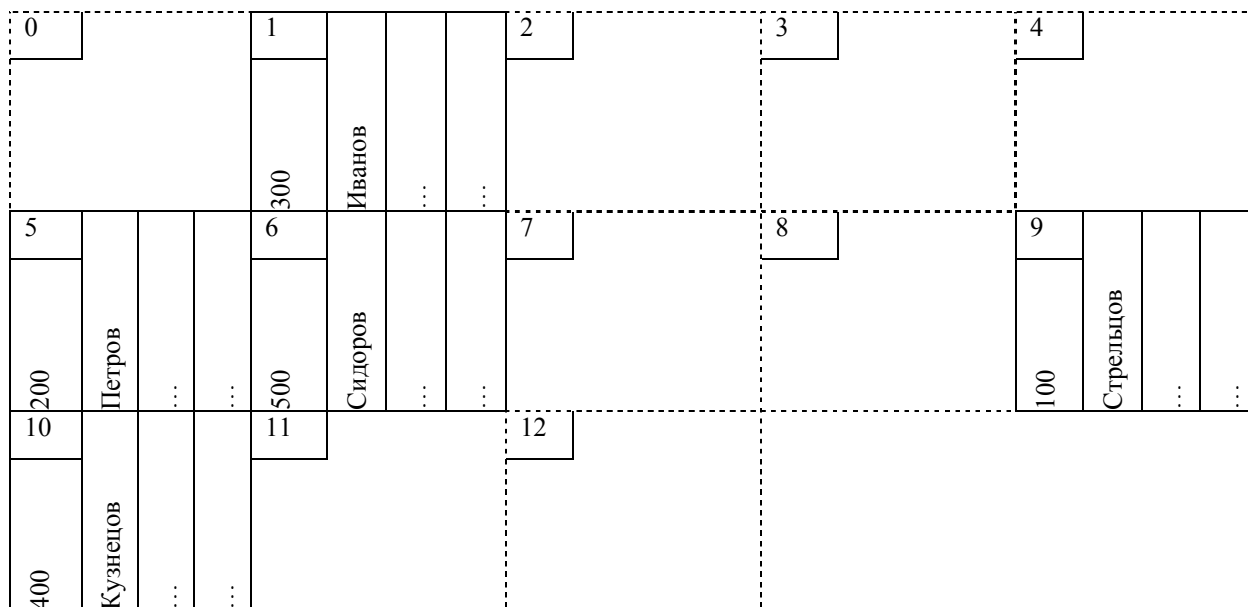 0 1 2 3 4
300 Иванов ... ...
5 6 7 8 9
200 Петров ... ... 500 Сидоров ... ... 100 Стрельцов ... ...
10 11 12
400 Кузнецов ... ...